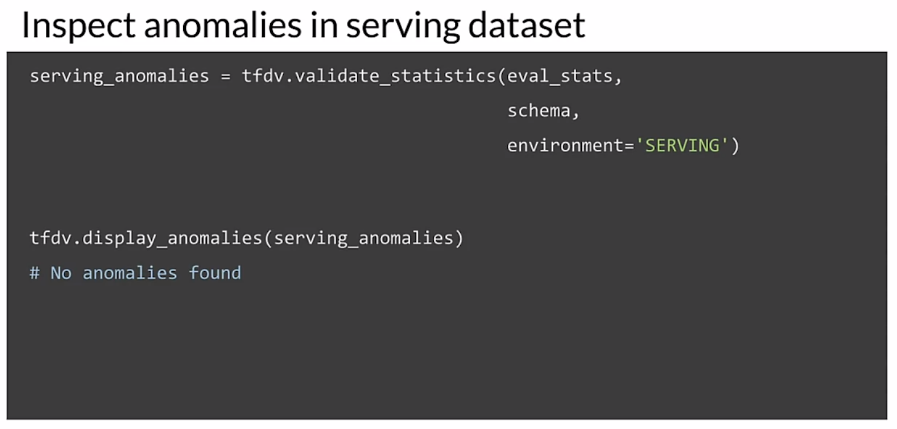 Inspect anomalies in serving dataset
serving_anomalies = tfdv.validate_statistics(eval_stats,
schema,
environment='SERVING')
tfdv.display_anomalies(serving_anomalies)
# No anomalies found